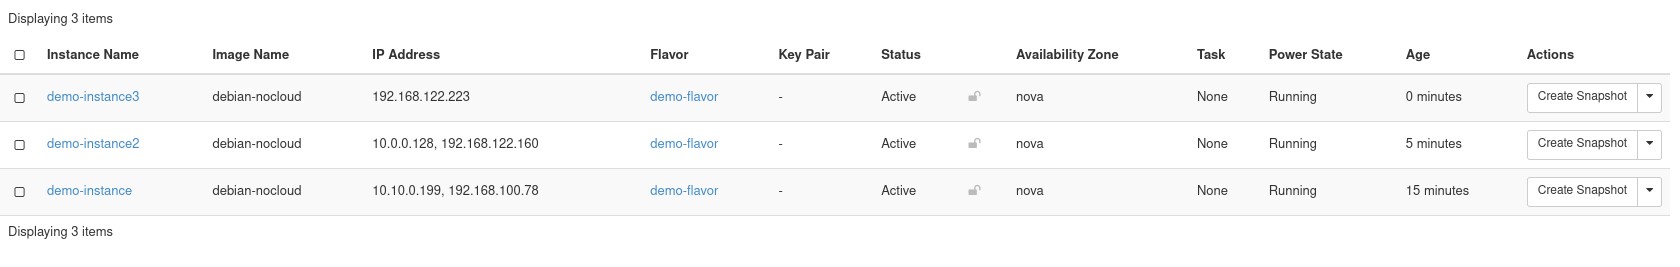 Displaying 3 items
Instance Name Image Name IP Address Flavor Key Pair Status Availability Zone Task Power State Age Actions
demo-instance3 debian-nocloud 192.168.122.223 demo-flavor - Active nova None Running 0 minutes Create Snapshot
demo-instance2 debian-nocloud 10.0.0.128, 192.168.122.160 demo-flavor - Active nova None Running 5 minutes Create Snapshot
demo-instance debian-nocloud 10.10.0.199, 192.168.100.78 demo-flavor - Active nova None Running 15 minutes Create Snapshot
Displaying 3 items